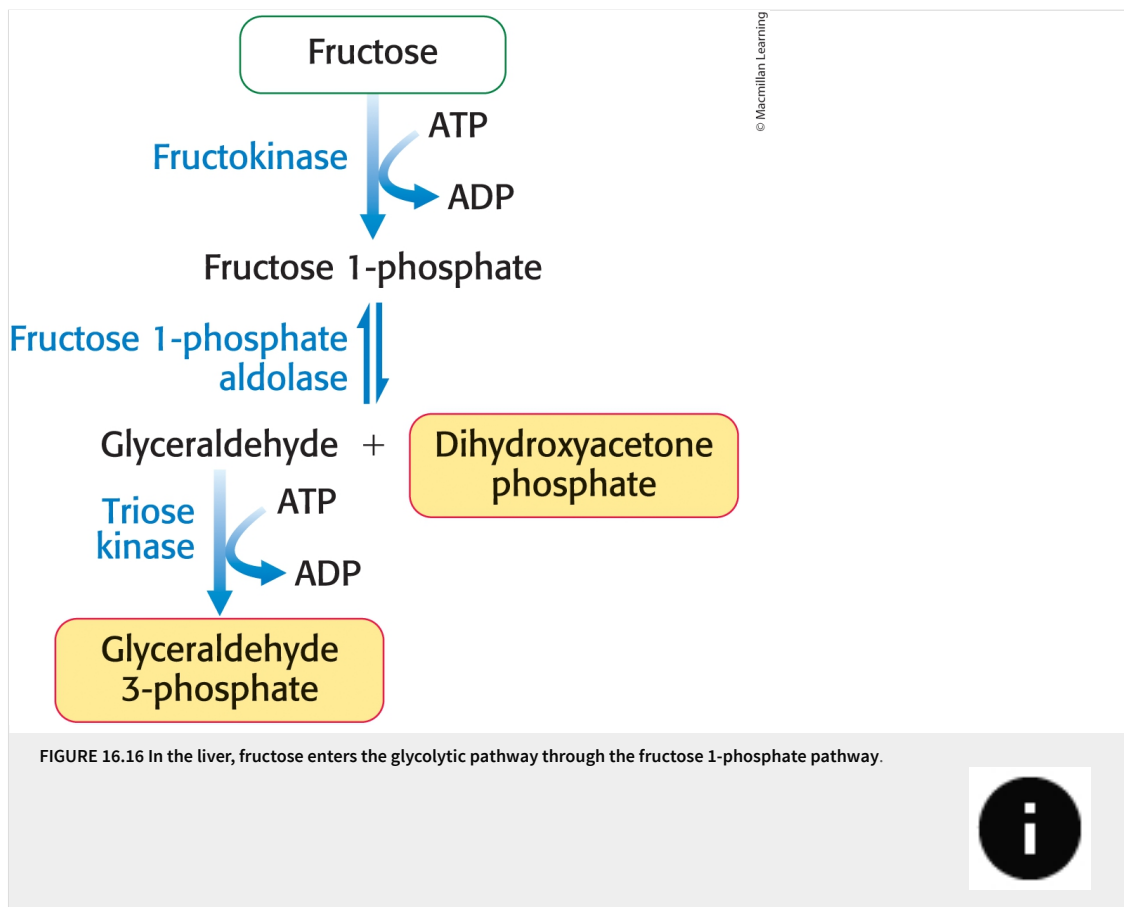 Fructose
© Macmillan Learning
ATP
Fructokinase
ADP
Fructose 1-phosphate
Fructose 1-phosphate
aldolase
Glyceraldehyde +
Dihydroxyacetone
phosphate
ATP
Triose
kinase
ADP
Glyceraldehyde
3-phosphate
FIGURE 16.16 In the liver, fructose enters the glycolytic pathway through the fructose 1-phosphate pathway.
i